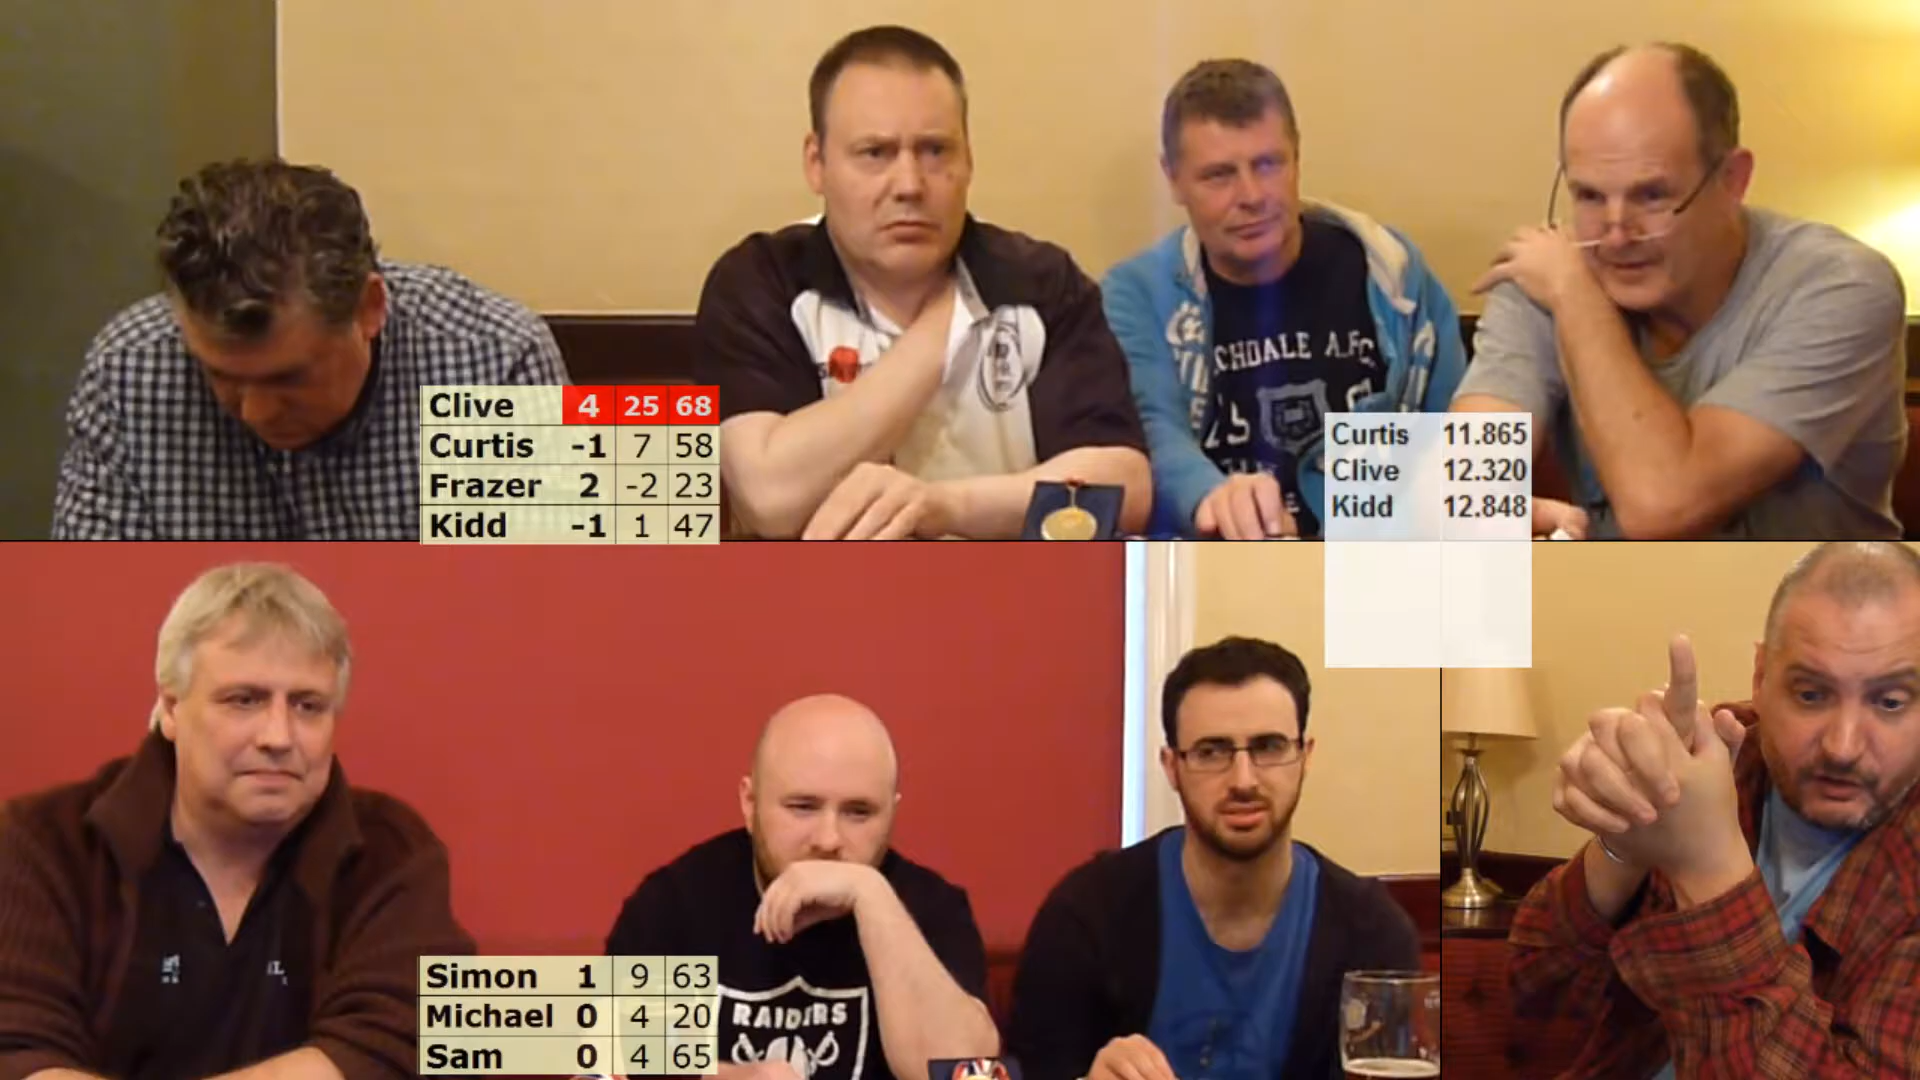 CHDALE A.F.C.
Clive 4 25 68
Curtis -1 7 58
Frazer 2 -2 23
Kidd -1 1 47
Curtis 11.865
Clive 12.320
Kidd 12.848
Simon 1 9 63
Michael 0 4 20
Sam 0 4 65
RAIDERS